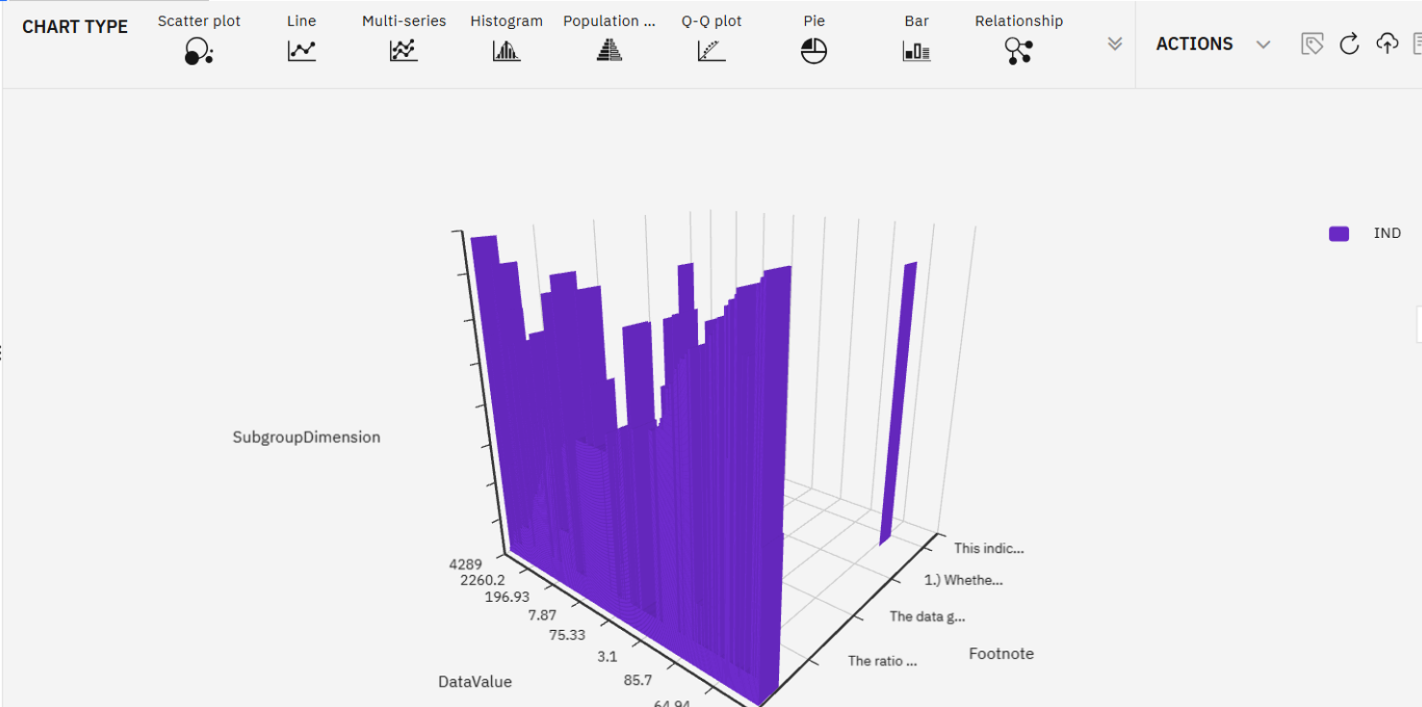 CHART TYPE
Scatter plot
Line
Multi-series
Histogram
Population ...
Q-Q plot
Pie
Bar
Relationship
ACTIONS
IND
SubgroupDimension
4289
2260.2
196.93
7.87
75.33
3.1
85.7
64.94
DataValue
This indic...
1.) Whethe...
The data g...
The ratio ...
Footnote